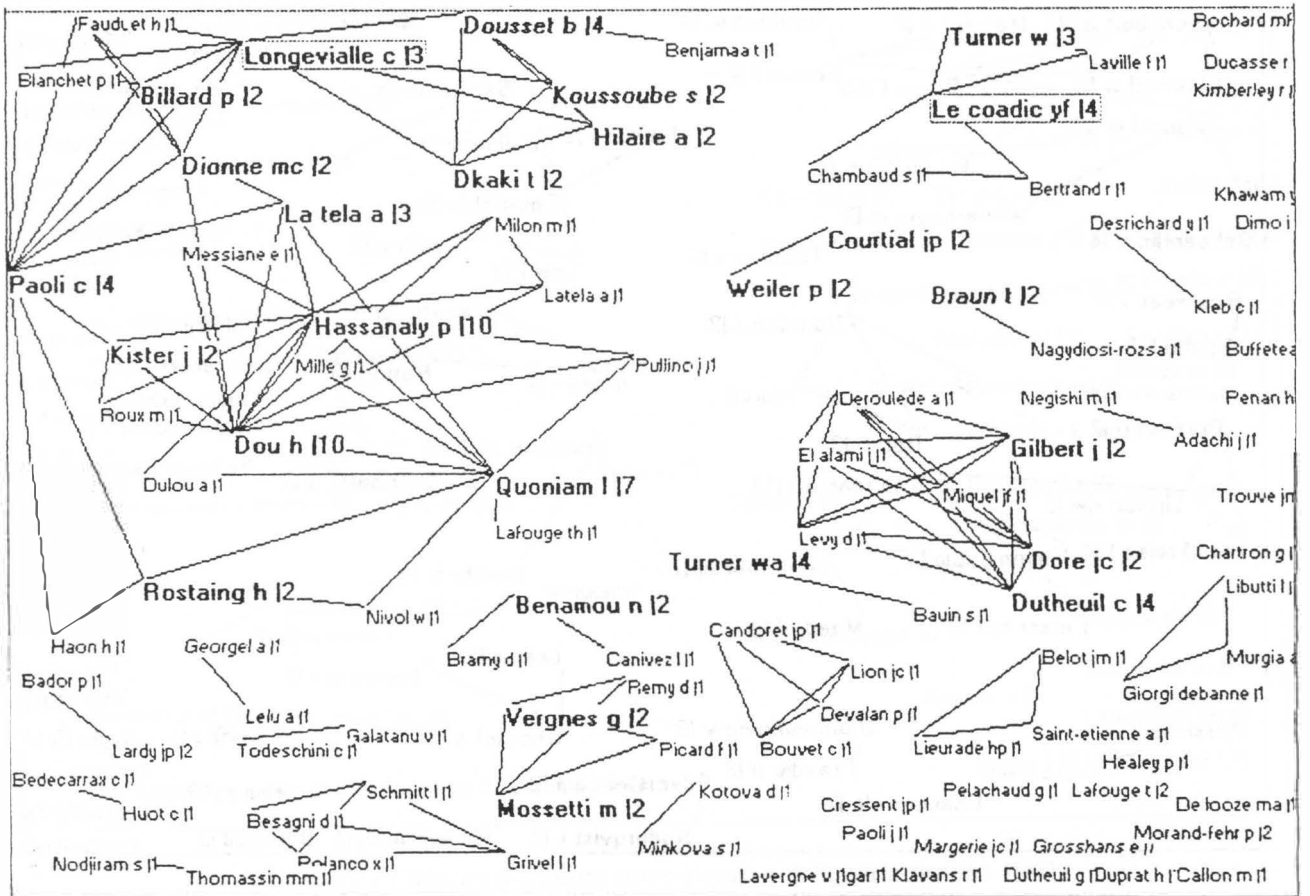 Fauduet h |1
Dousset b |4
Rochard mf
Longevialle c |3
Benjamaa t |1
Turner w |3
Laville f |1
Ducasse r
Blanchet p |1
Billard p |2
Koussoube s |2
Kimberley r |
Le coadic yf |4
Hilaire a |2
Dionne mc |2
Dkaki t |2
Chambaud s |1
Bertrand r |1
Khawam y
La tela a |3
Milon m |1
Desrichard y |1
Dimo i
Messiane e |1
Courtial jp |2
Paoli c |4
Latela a |1
Weiler p |2
Braun t |2
Kleb c |1
Hassanaly p |10
Kister j |2
Mille g |1
Pullino j |1
Nagydiosi-rozsa |1
Buffetea
Roux m |1
Deroulede a |1
Negishi m |1
Penan h
Dou h |10
Adachi j |1
El alami j |1
Gilbert j |2
Dulou a |1
Quoniam l |7
Miquel jf |1
Trouve jn
Lafouge th |1
Levy d |1
Turner wa |4
Dore jc |2
Chartron g |
Rostaing h |2
Nivol w |1
Benamou n |2
Bauin s |1
Dutheuil c |4
Libutti l |
Haon h |1
Georgel a |1
Bramy d |1
Canivez l |1
Candoret jp |1
Lion jc |1
Belot jm |1
Murgia a
Bador p |1
Remy d |1
Giorgi debanne |1
Lelu a |1
Vergnes g |2
Devalan p |1
Lardy jp |2
Todeschini c |1
Galatanu v |1
Picard f |1
Bouvet c |1
Lieurade hp |1
Saint-etienne a |1
Healey p |1
Bedecarrax c |1
Schmitt l |1
Kotova d |1
Pelachaud g |1
Lafouge t |2
Huot c |1
Besagni d |1
Mossetti m |2
Cressent jp |1
De looze ma |1
Minkova s |1
Paoli j |1
Margerie jc |1
Grosshans e |1
Morand-fehr p |2
Nodjiram s |1
Thomassin mm |1
Polanco x |1
Grivel l |1
Lavergne v |1
gar |1
Klavans r |1
Dutheuil g |1
Duprat h |
Callon m |1